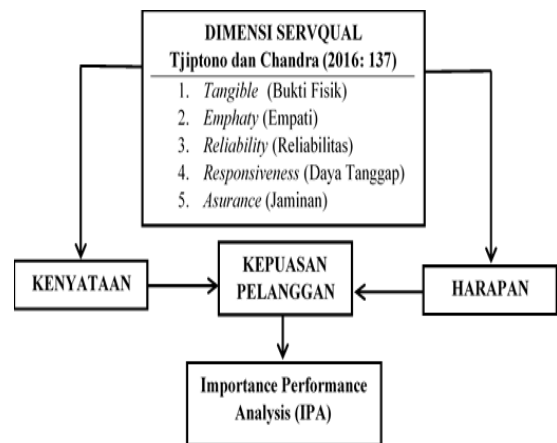 DIMENSI SERVQUAL
Tjiptono dan Chandra (2016: 137)
1. Tangible (Bukti Fisik)
2. Emphaty (Empati)
3. Reliability (Reliabilitas)
4. Responsiveness (Daya Tanggap)
5. Asurance (Jaminan)
KENYATAAN
KEPUASAN
PELANGGAN
HARAPAN
Importance Performance
Analysis (IPA)